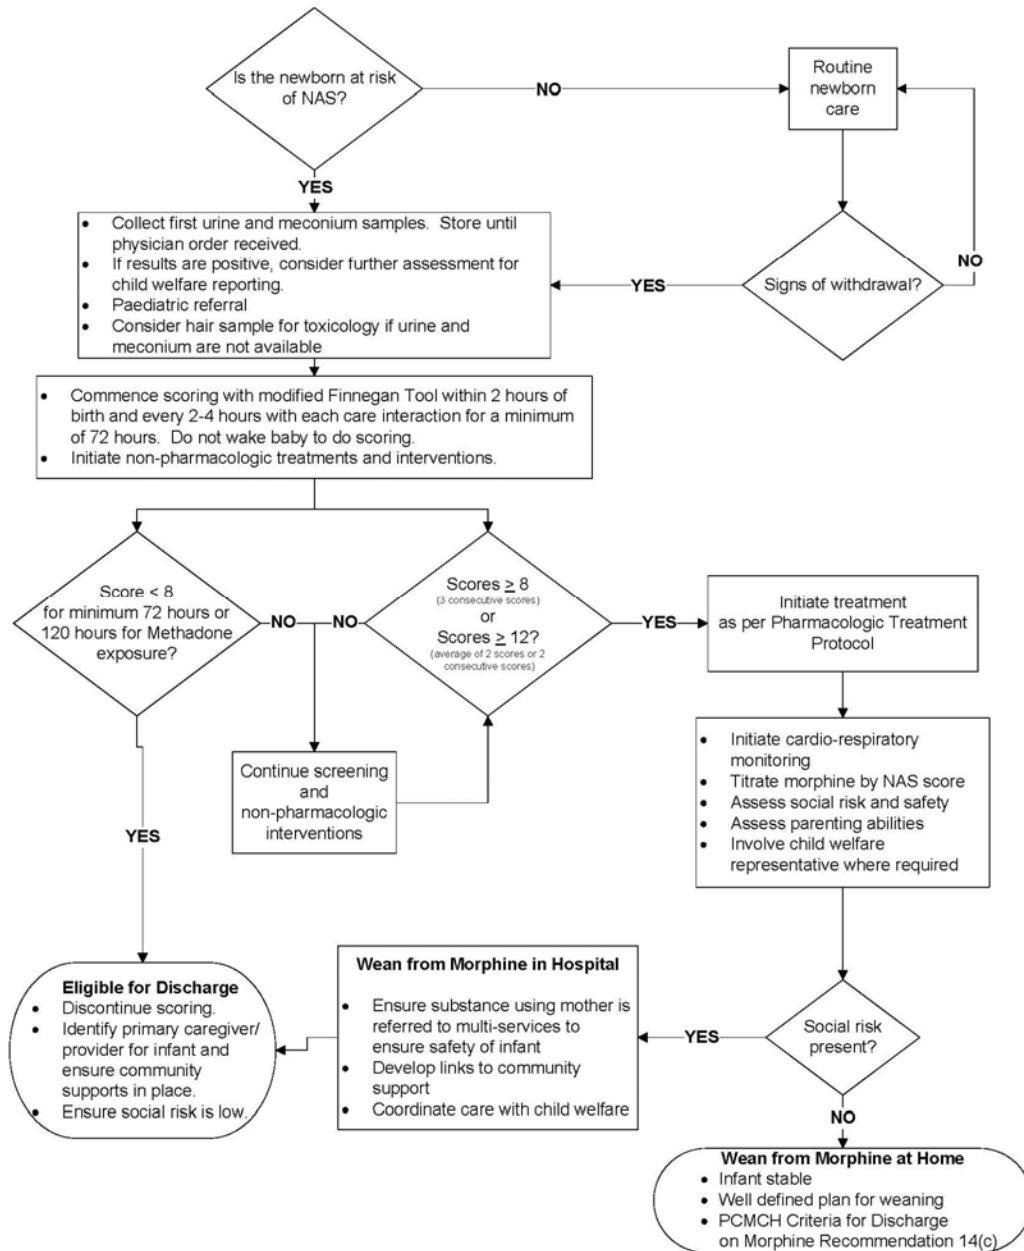 Is the newborn at risk
of NAS?
NO
Routine
newborn
care
YES
• Collect first urine and meconium samples. Store until
physician order received.
• If results are positive, consider further assessment for
child welfare reporting.
• Paediatric referral
• Consider hair sample for toxicology if urine and
meconium are not available
YES
Signs of withdrawal?
NO
• Commence scoring with modified Finnegan Tool within 2 hours of
birth and every 2-4 hours with each care interaction for a minimum
of 72 hours. Do not wake baby to do scoring.
• Initiate non-pharmacologic treatments and interventions.
Score < 8
for minimum 72 hours or
120 hours for Methadone
exposure?
NO
NO
Scores ≥ 8
(3 consecutive scores)
or
Scores ≥ 12?
(average of 2 scores or 2
consecutive scores)
YES
Initiate treatment
as per Pharmacologic Treatment
Protocol
Continue screening
and
non-pharmacologic
interventions
• Initiate cardio-respiratory
monitoring
• Titrate morphine by NAS score
• Assess social risk and safety
• Assess parenting abilities
• Involve child welfare
representative where required
YES
Eligible for Discharge
• Discontinue scoring.
• Identify primary caregiver/
provider for infant and
ensure community
supports in place.
• Ensure social risk is low.
Wean from Morphine in Hospital
• Ensure substance using mother is
referred to multi-services to
ensure safety of infant
• Develop links to community
support
• Coordinate care with child welfare
YES
Social risk
present?
NO
Wean from Morphine at Home
• Infant stable
• Well defined plan for weaning
• PCMCH Criteria for Discharge
on Morphine Recommendation 14(c)